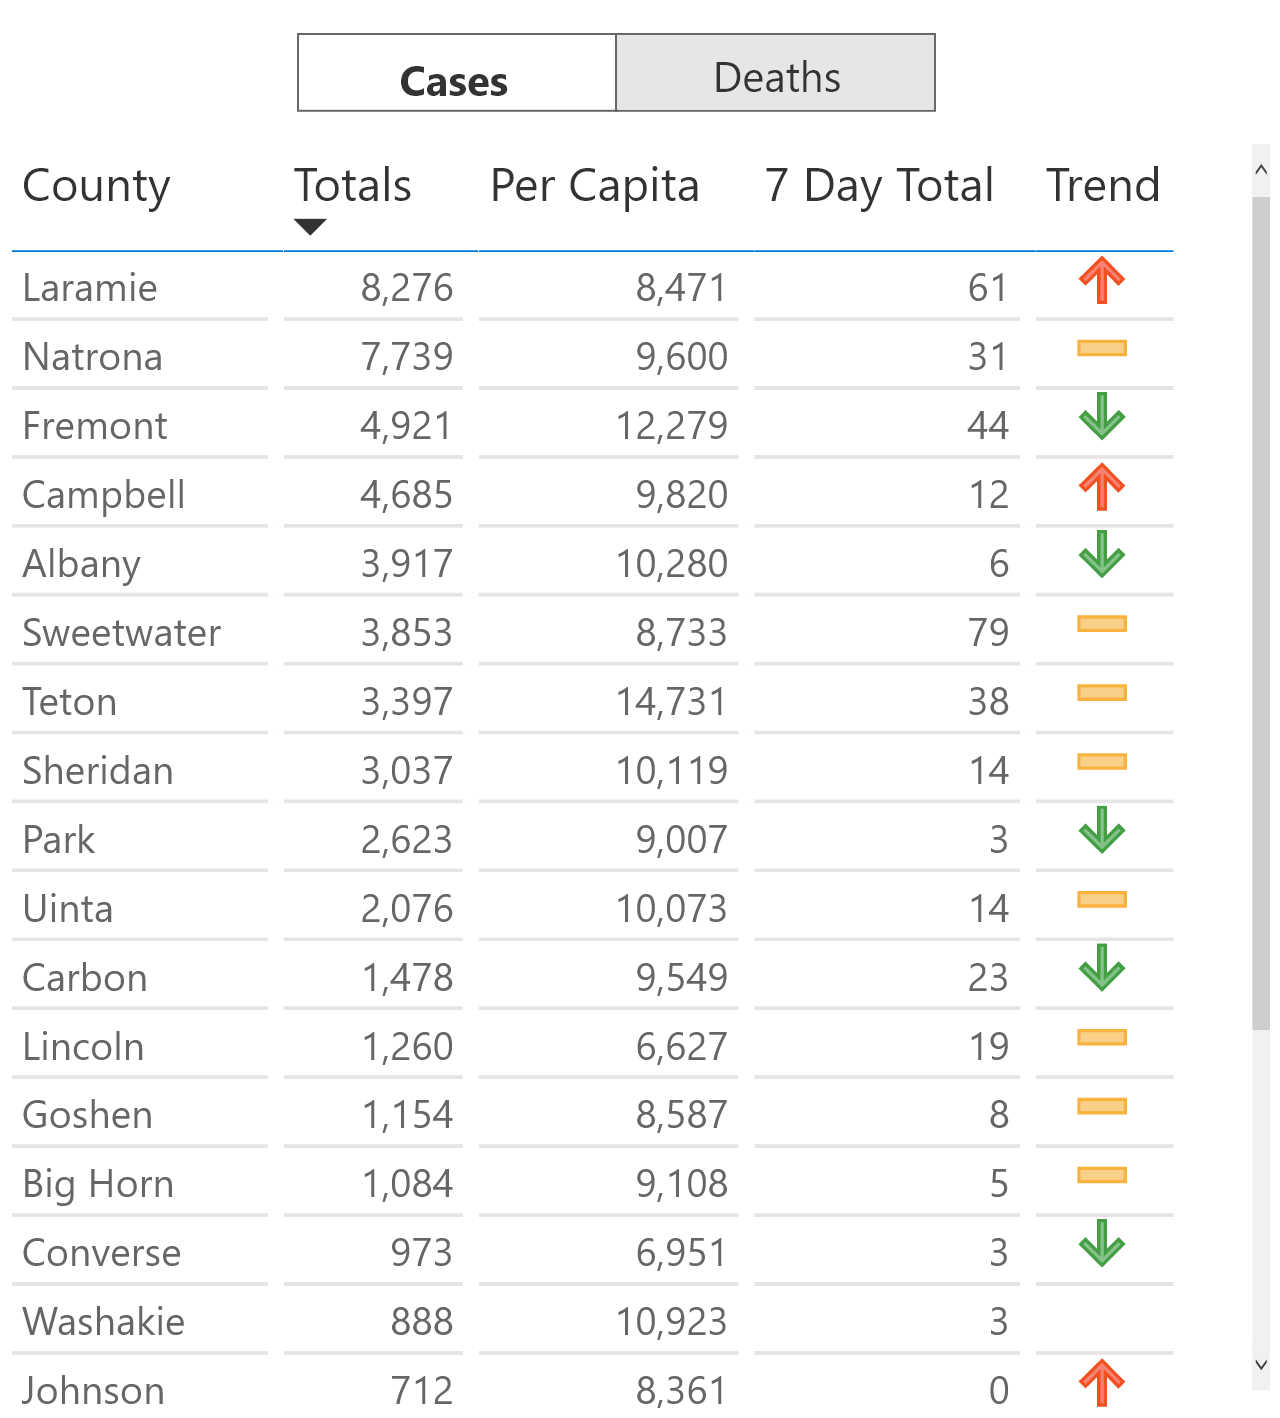 Cases Deaths
County Totals Per Capita 7 Day Total Trend
Laramie 8,276 8,471 61
Natrona 7,739 9,600 31
Fremont 4,921 12,279 44
Campbell 4,685 9,820 12
Albany 3,917 10,280 6
Sweetwater 3,853 8,733 79
Teton 3,397 14,731 38
Sheridan 3,037 10,119 14
Park 2,623 9,007 3
Uinta 2,076 10,073 14
Carbon 1,478 9,549 23
Lincoln 1,260 6,627 19
Goshen 1,154 8,587 8
Big Horn 1,084 9,108 5
Converse 973 6,951 3
Washakie 888 10,923 3
Johnson 712 8,361 0